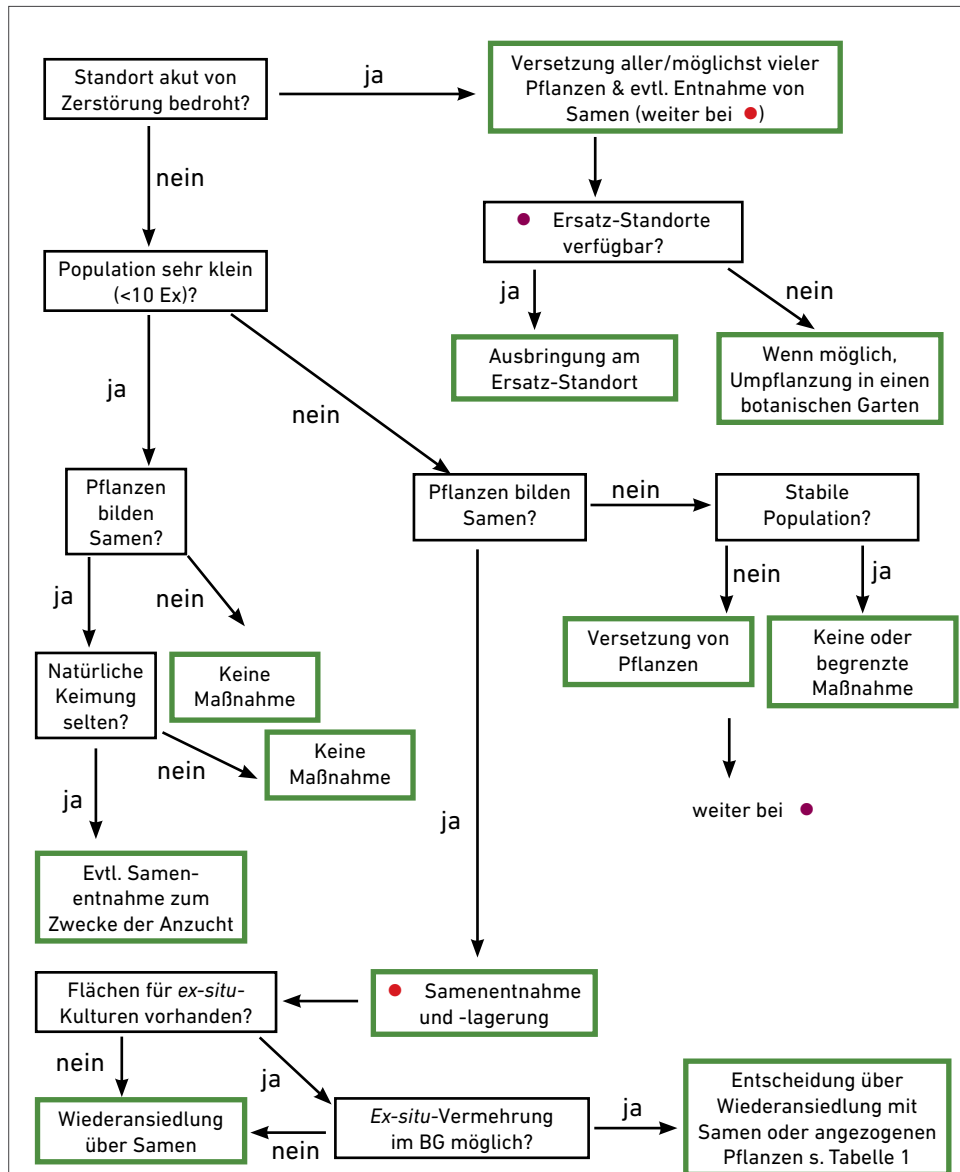 Standort akut von
Zerstörung bedroht?
ja
Versetzung aller/möglichst vieler
Pflanzen & evtl. Entnahme von
Samen (weiter bei ●)
nein
● Ersatz-Standorte
verfügbar?
Population sehr klein
(<10 Ex)?
ja
nein
Ausbringung am
Ersatz-Standort
Wenn möglich,
Umpflanzung in einen
botanischen Garten
ja
nein
Pflanzen
bilden
Samen?
Pflanzen bilden
Samen?
nein
Stabile
Population?
ja
nein
nein
ja
Natürliche
Keimung
selten?
Keine
Maßnahme
Versetzung von
Pflanzen
Keine oder
begrenzte
Maßnahme
nein
Keine
Maßnahme
ja
ja
weiter bei ●
Evtl. Samen-
entnahme zum
Zwecke der Anzucht
Flächen für ex-situ-
Kulturen vorhanden?
● Samenentnahme
und -lagerung
nein
ja
Wiederansiedlung
über Samen
nein
Ex-situ-Vermehrung
im BG möglich?
ja
Entscheidung über
Wiederansiedlung mit
Samen oder angezogenen
Pflanzen s. Tabelle 1